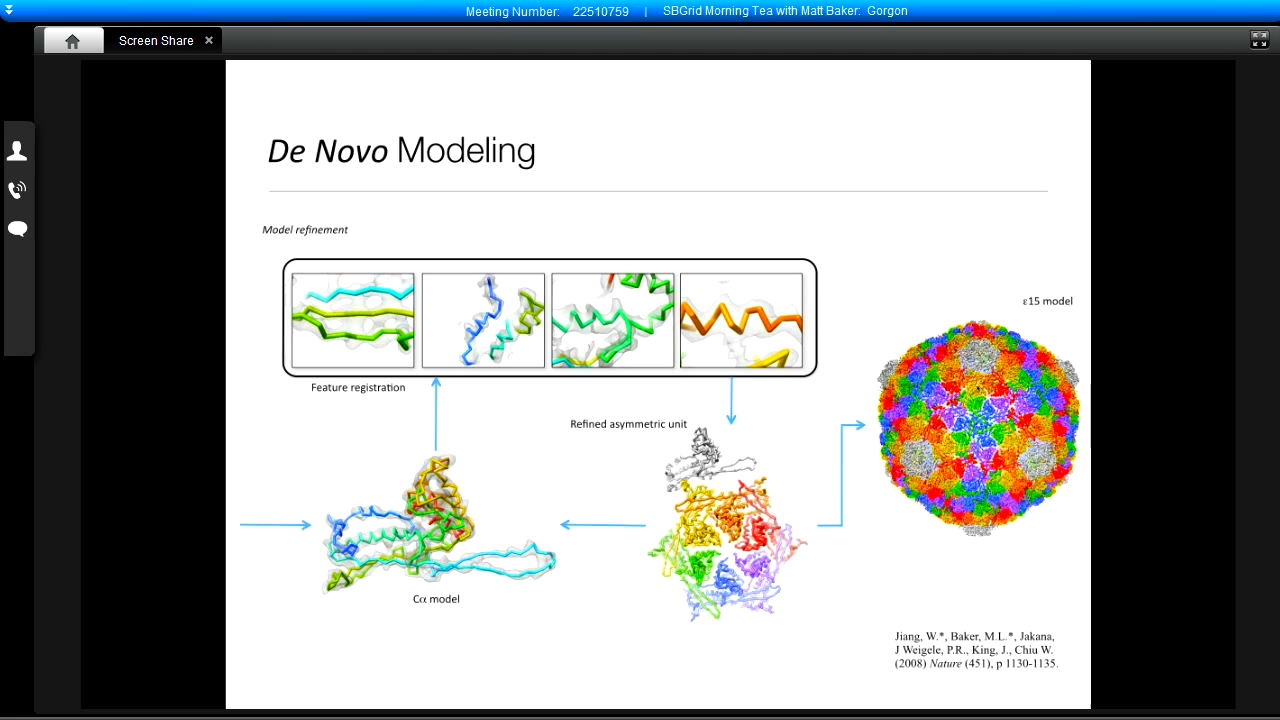 Meeting Number: 22510759 | SBGrid Morning Tea with Matt Baker: Gorgon
Screen Share
De Novo Modeling
Model refinement
ε15 model
Feature registration
Refined asymmetric unit
Cα model
Jiang, W.*, Baker, M.L.*, Jakana,
J Weigele, P.R., King, J., Chiu W.
(2008) Nature (451), p 1130-1135.